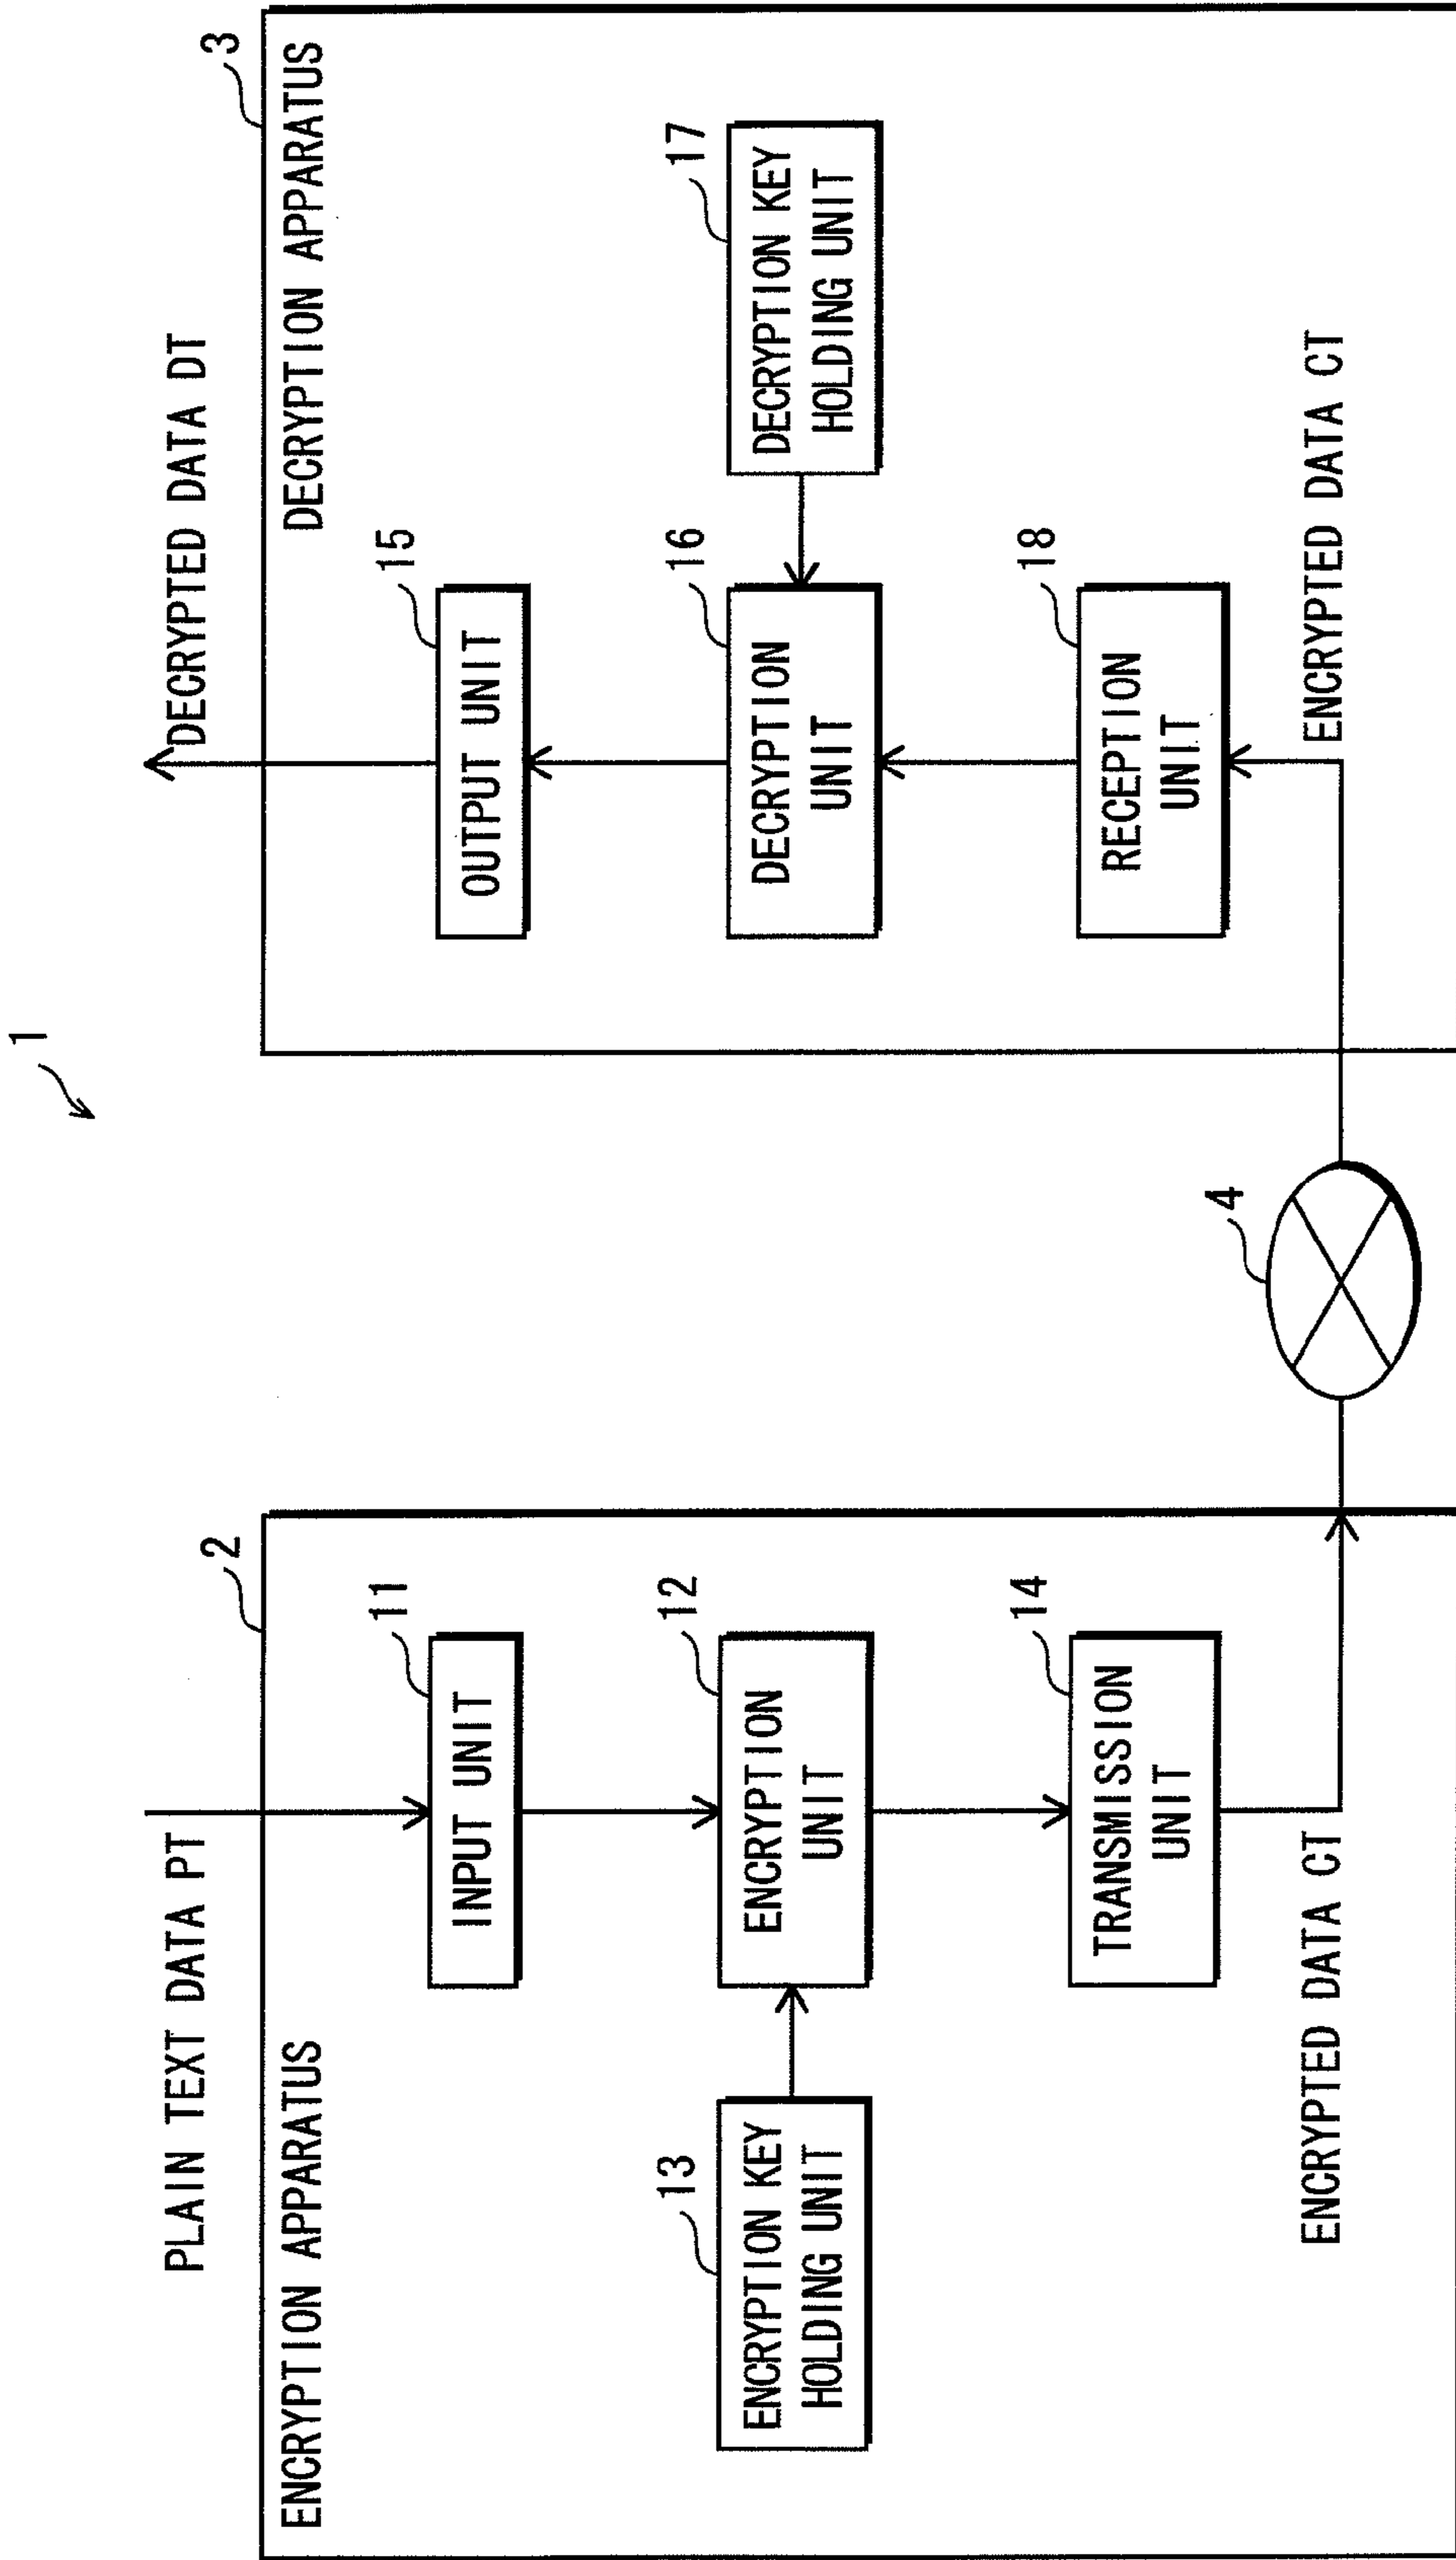 1
PLAIN TEXT DATA PT
DECRYPTED DATA DT
2
ENCRYPTION APPARATUS
11
INPUT UNIT
13
ENCRYPTION KEY
HOLDING UNIT
12
ENCRYPTION
UNIT
14
TRANSMISSION
UNIT
ENCRYPTED DATA CT
4
3
DECRYPTION APPARATUS
15
OUTPUT UNIT
16
DECRYPTION
UNIT
17
DECRYPTION KEY
HOLDING UNIT
18
RECEPTION
UNIT
ENCRYPTED DATA CT